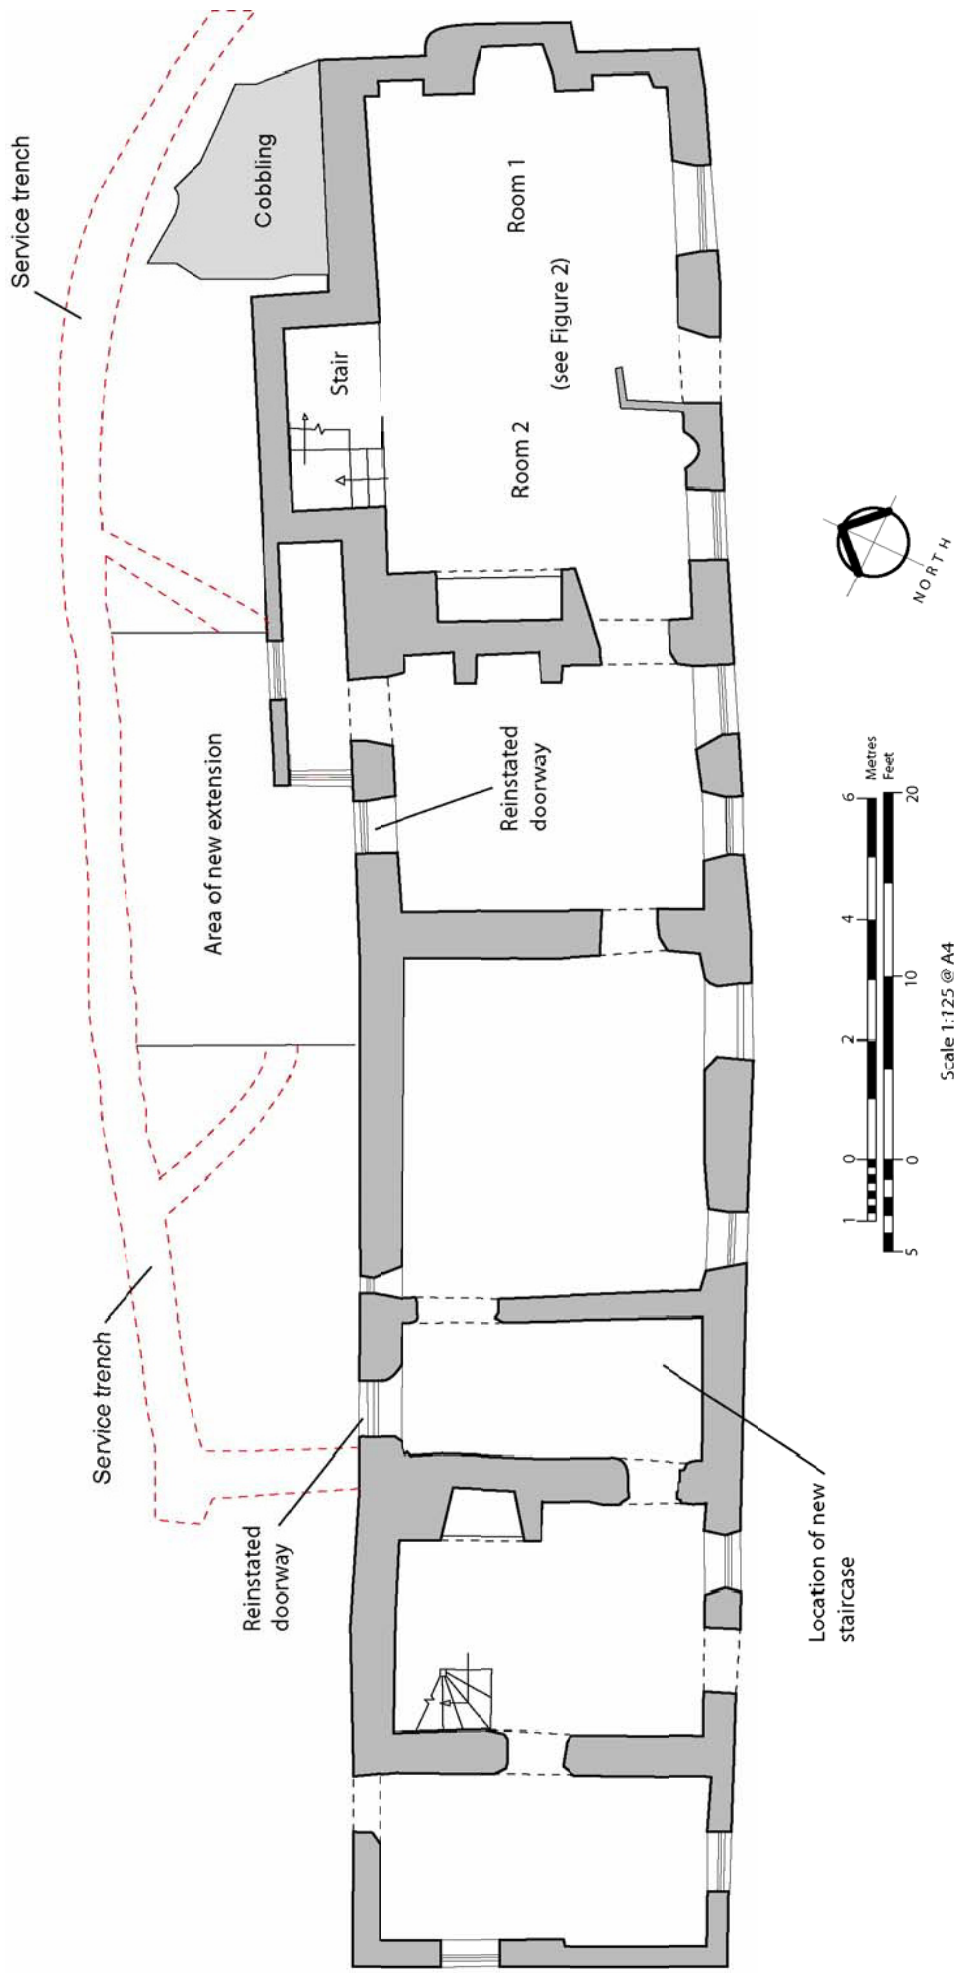 Service trench
Cobbling
Stair
Room 1
Room 2
(see Figure 2)
Area of new extension
Reinstated
doorway
Service trench
Reinstated
doorway
Location of new
staircase
NORTH
1 0 2 4 6 Metres
5 0 10 20 Feet
Scale 1:125 @ A4